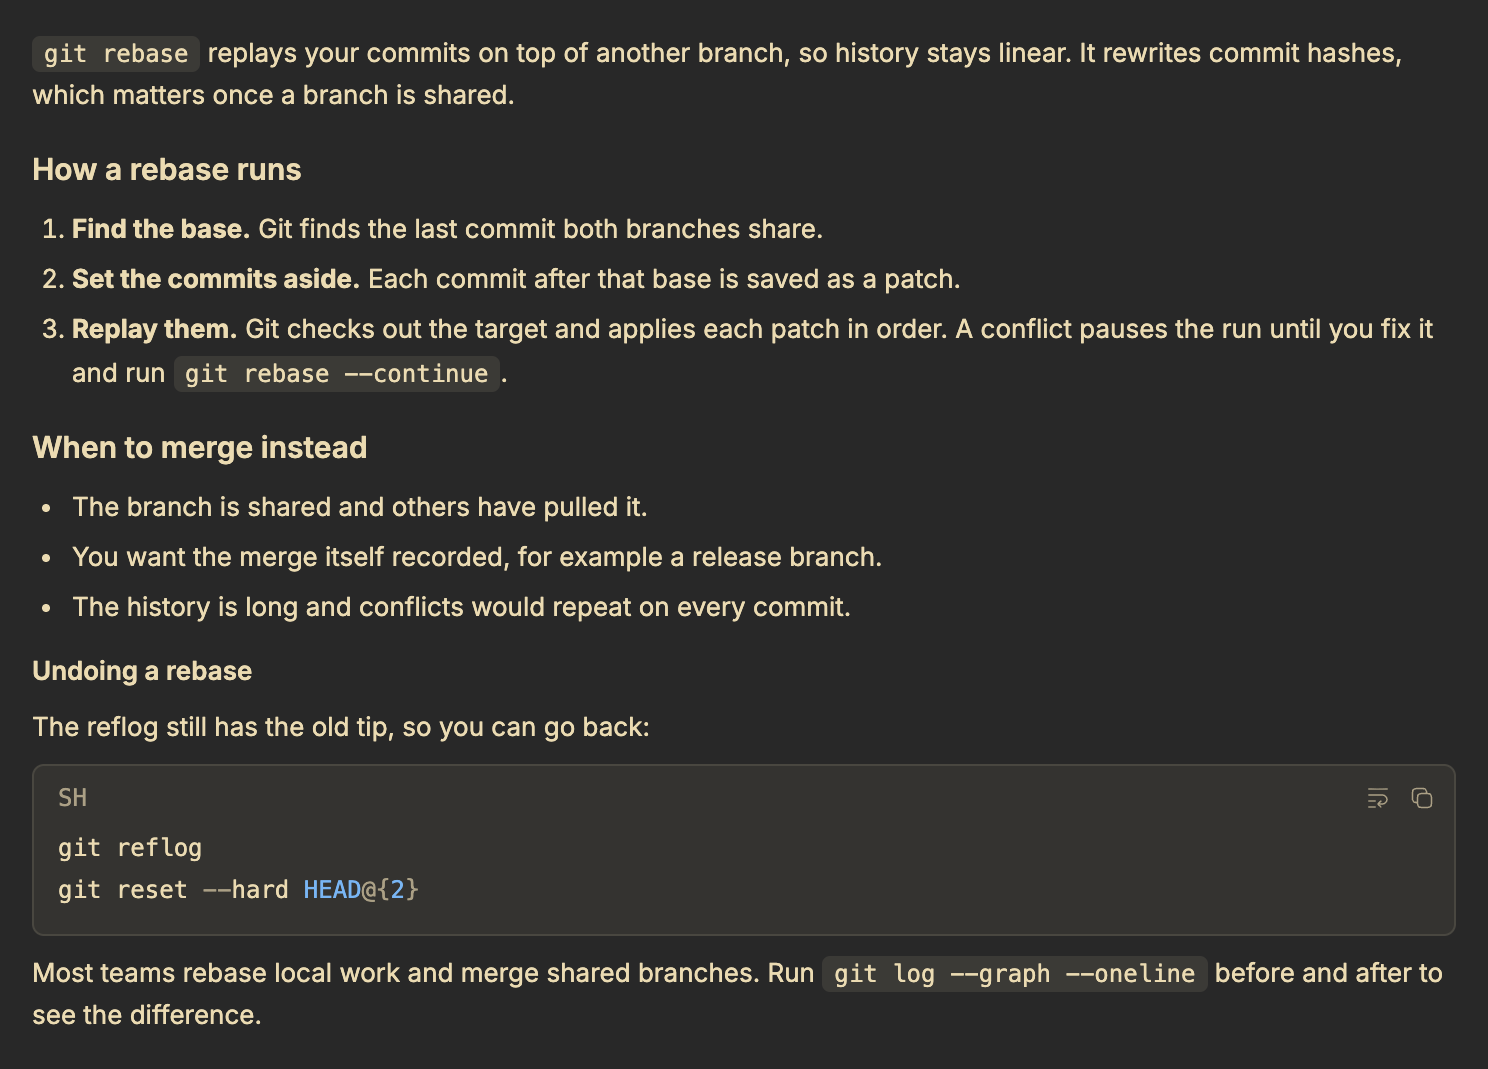 git rebase replays your commits on top of another branch, so history stays linear. It rewrites commit hashes,
which matters once a branch is shared.
How a rebase runs
1. Find the base. Git finds the last commit both branches share.
2. Set the commits aside. Each commit after that base is saved as a patch.
3. Replay them. Git checks out the target and applies each patch in order. A conflict pauses the run until you fix it
and run git rebase --continue.
When to merge instead
• The branch is shared and others have pulled it.
• You want the merge itself recorded, for example a release branch.
• The history is long and conflicts would repeat on every commit.
Undoing a rebase
The reflog still has the old tip, so you can go back:
SH
git reflog
git reset --hard HEAD@{2}
Most teams rebase local work and merge shared branches. Run git log --graph --oneline before and after to
see the difference.